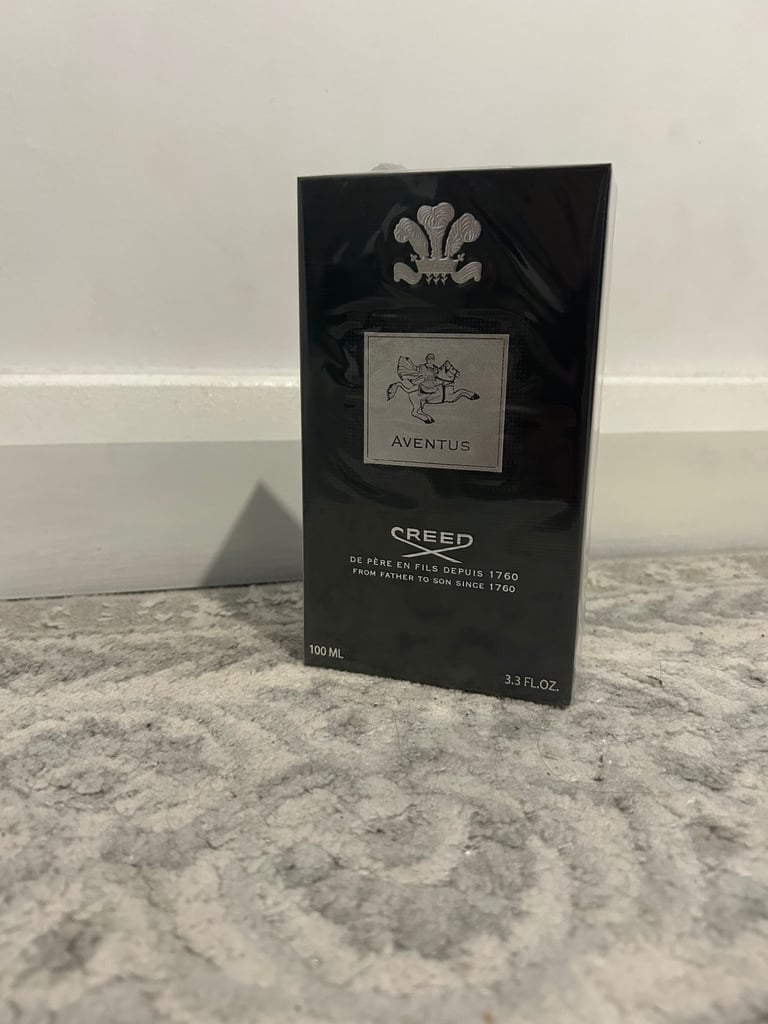 AVENTUS
CREED
DE PÈRE EN FILS DEPUIS 1760
FROM FATHER TO SON SINCE 1760
100 ML
3.3 FL.OZ.